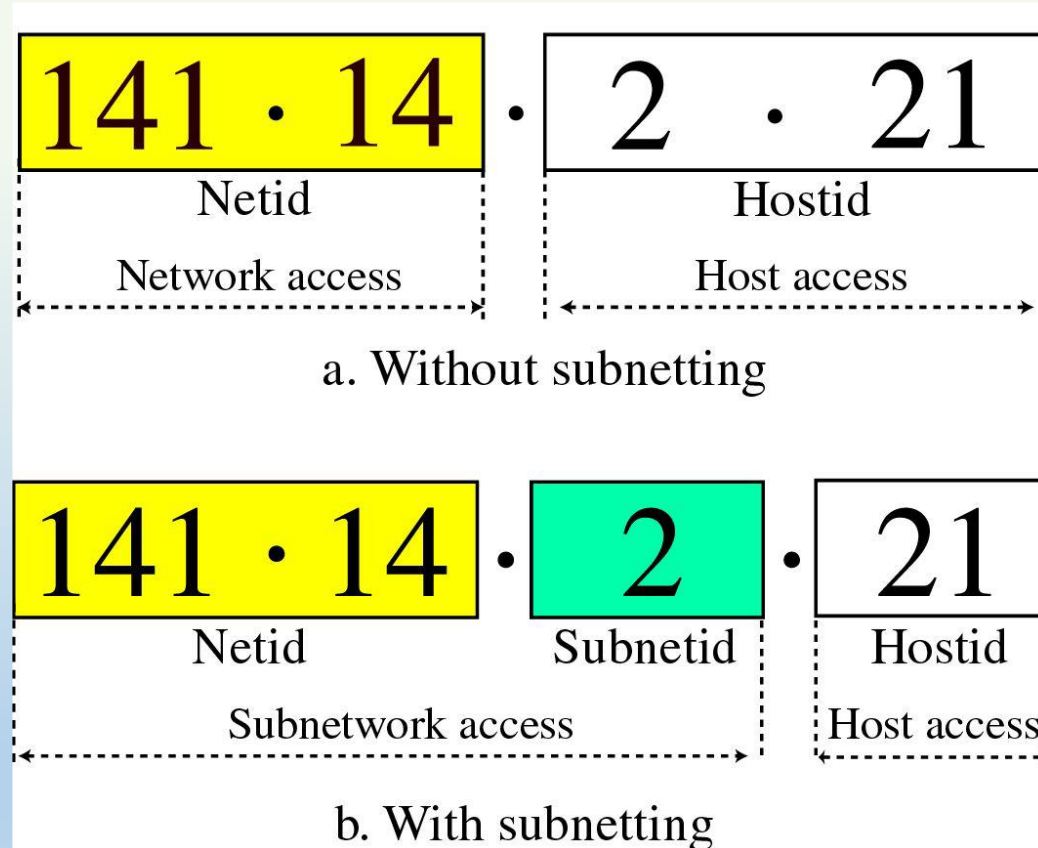 141 · 14 · 2 · 21
Netid Hostid
Network access Host access
a. Without subnetting
141 · 14 · 2 · 21
Netid Subnetid Hostid
Subnetwork access Host access
b. With subnetting